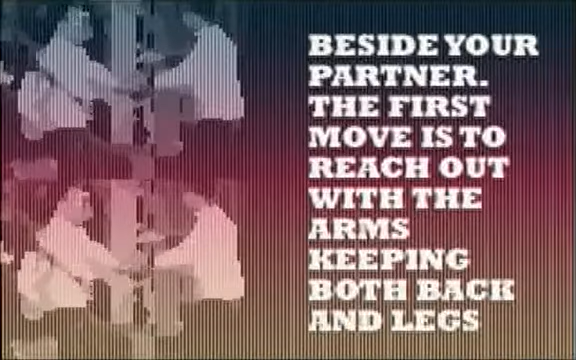 BESIDE YOUR
PARTNER.
THE FIRST
MOVE IS TO
REACH OUT
WITH THE
ARMS
KEEPING
BOTH BACK
AND LEGS